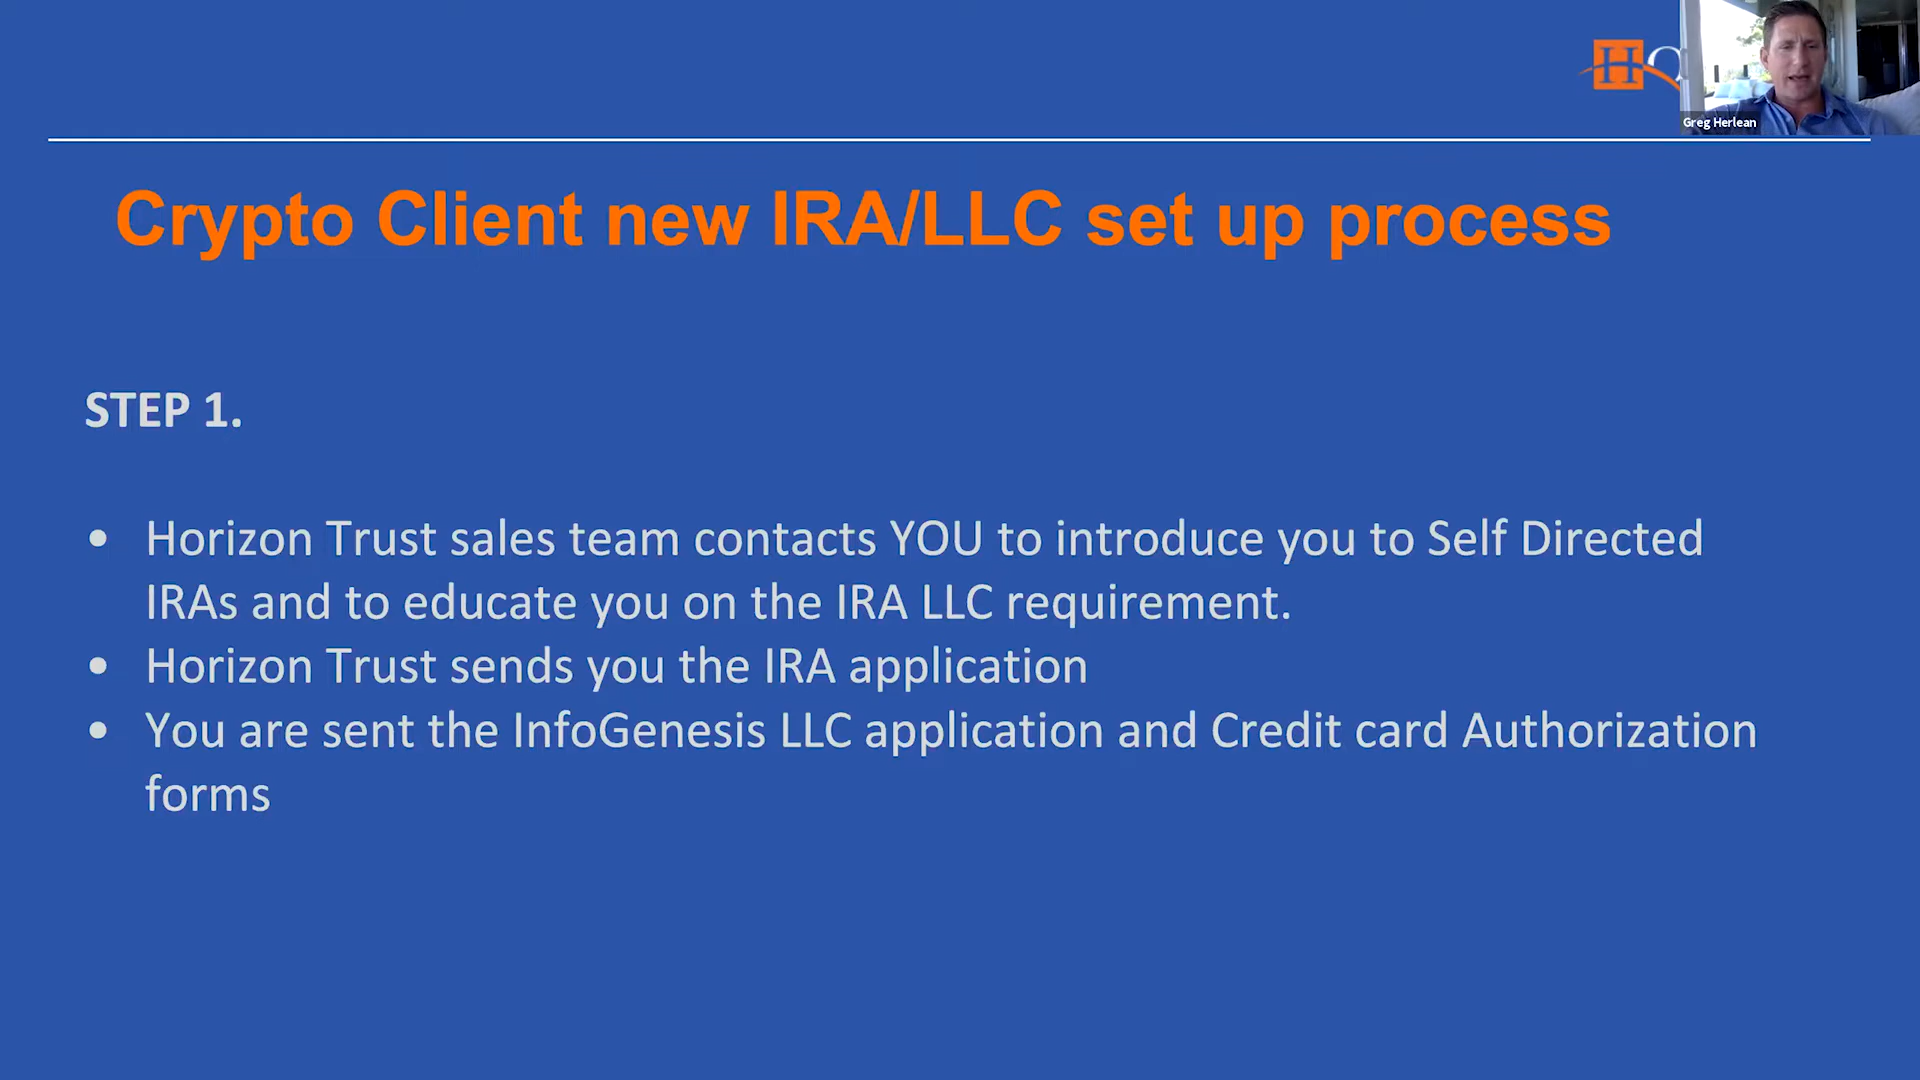 H
Greg Herlean
Crypto Client new IRA/LLC set up process
STEP 1.
• Horizon Trust sales team contacts YOU to introduce you to Self Directed
IRAs and to educate you on the IRA LLC requirement.
• Horizon Trust sends you the IRA application
• You are sent the InfoGenesis LLC application and Credit card Authorization
forms